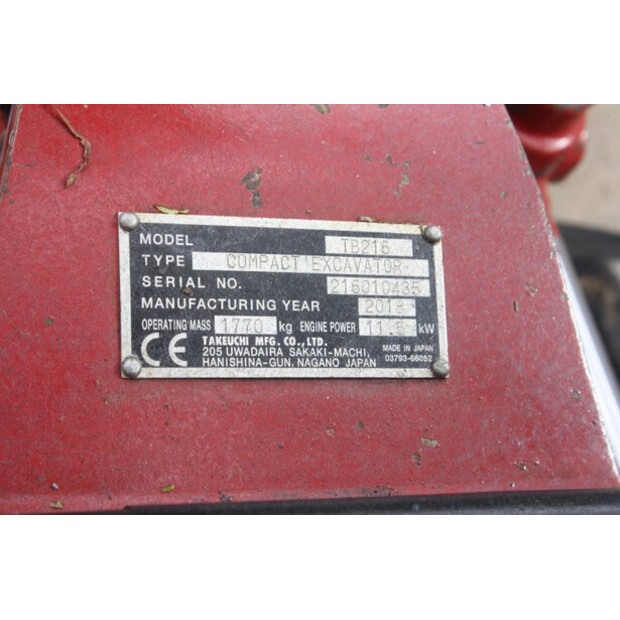 MODEL TB216
TYPE COMPACT EXCAVATOR
SERIAL NO. 216010435
MANUFACTURING YEAR 2018
OPERATING MASS 1770 kg ENGINE POWER 11.5 kW
CE TAKEUCHI MFG. CO., LTD.
205 UWADAIRA SAKAKI-MACHI,
HANISHINA-GUN, NAGANO JAPAN
MADE IN JAPAN
03793-66052